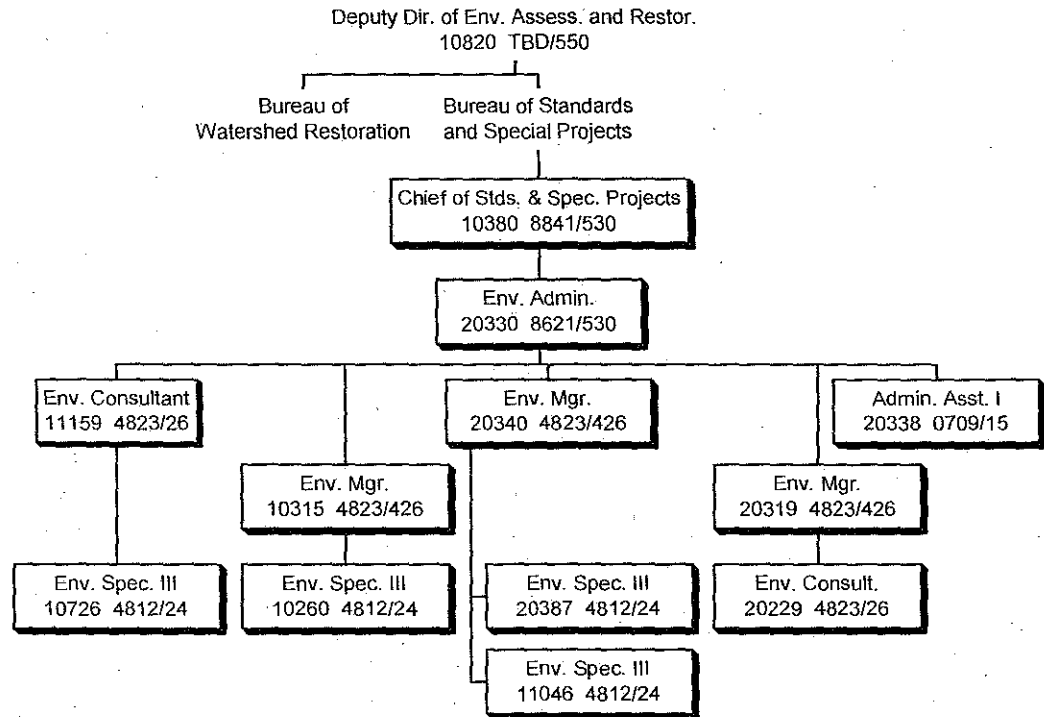 Deputy Dir. of Env. Assess. and Restor.
10820 TBD/550
Bureau of
Watershed Restoration
Bureau of Standards
and Special Projects
Chief of Stds. & Spec. Projects
10380 8841/530
Env. Admin.
20330 8621/530
Env. Consultant
11159 4823/26
Env. Mgr.
20340 4823/426
Admin. Asst. I
20338 0709/15
Env. Mgr.
10315 4823/426
Env. Mgr.
20319 4823/426
Env. Spec. III
10726 4812/24
Env. Spec. III
10260 4812/24
Env. Spec. III
20387 4812/24
Env. Consult.
20229 4823/26
Env. Spec. III
11046 4812/24